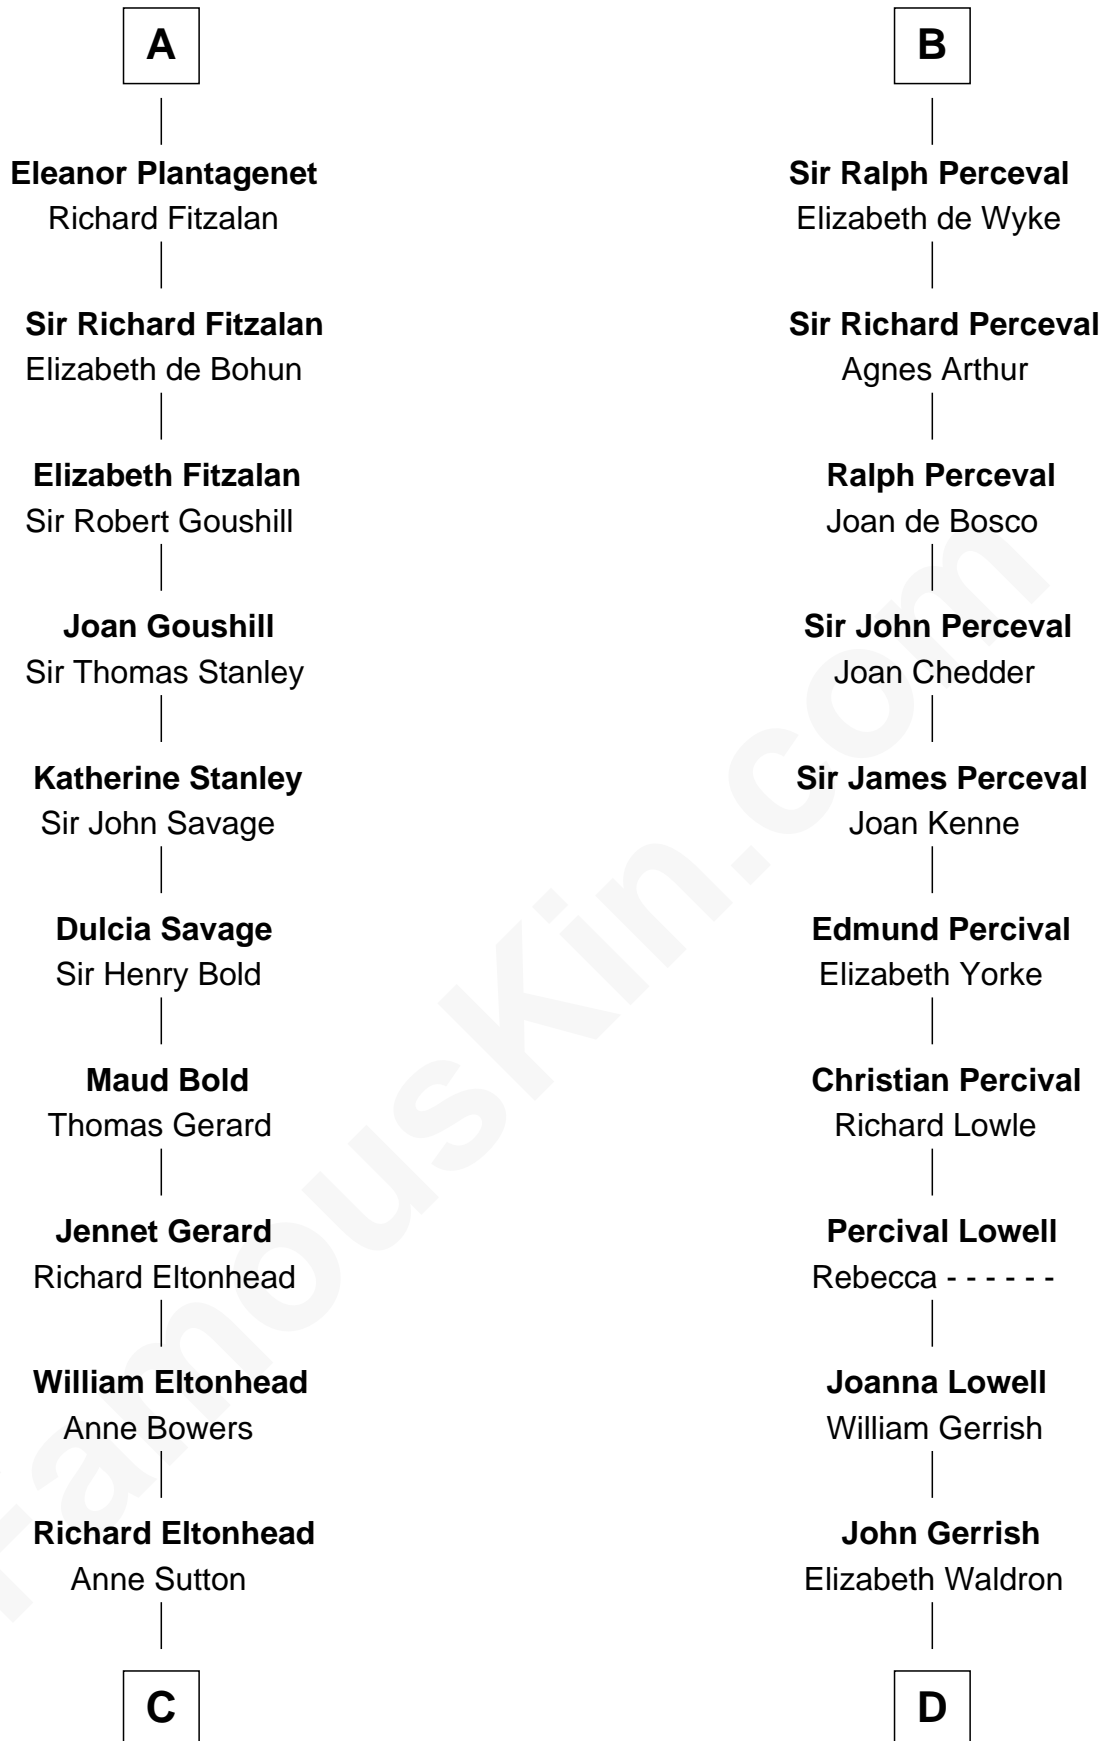 A
Eleanor Plantagenet
Richard Fitzalan
Sir Richard Fitzalan
Elizabeth de Bohun
Elizabeth Fitzalan
Sir Robert Goushill
Joan Goushill
Sir Thomas Stanley
Katherine Stanley
Sir John Savage
Dulcia Savage
Sir Henry Bold
Maud Bold
Thomas Gerard
Jennet Gerard
Richard Eltonhead
William Eltonhead
Anne Bowers
Richard Eltonhead
Anne Sutton
C
B
Sir Ralph Perceval
Elizabeth de Wyke
Sir Richard Perceval
Agnes Arthur
Ralph Perceval
Joan de Bosco
Sir John Perceval
Joan Chedder
Sir James Perceval
Joan Kenne
Edmund Percival
Elizabeth Yorke
Christian Percival
Richard Lowle
Percival Lowell
Rebecca - - - - - -
Joanna Lowell
William Gerrish
John Gerrish
Elizabeth Waldron
D
FamousKin.com